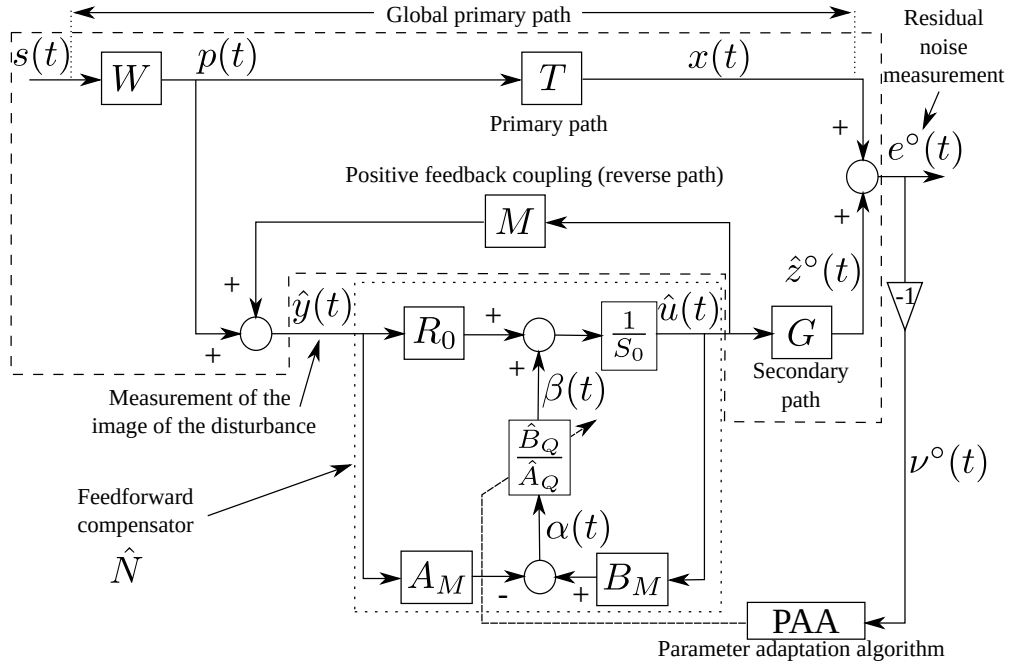 Global primary path
Residual
noise
measurement
s(t)
W
p(t)
T
x(t)
Primary path
+
e°(t)
Positive feedback coupling (reverse path)
M
+
+
ẑ°(t)
-1
+
ŷ(t)
R₀
+
+
1
S₀
û(t)
G
Secondary
path
Measurement of the
image of the disturbance
β(t)
B̂_Q
Â_Q
ν°(t)
Feedforward
compensator
N̂
α(t)
A_M
-
+
B_M
PAA
Parameter adaptation algorithm